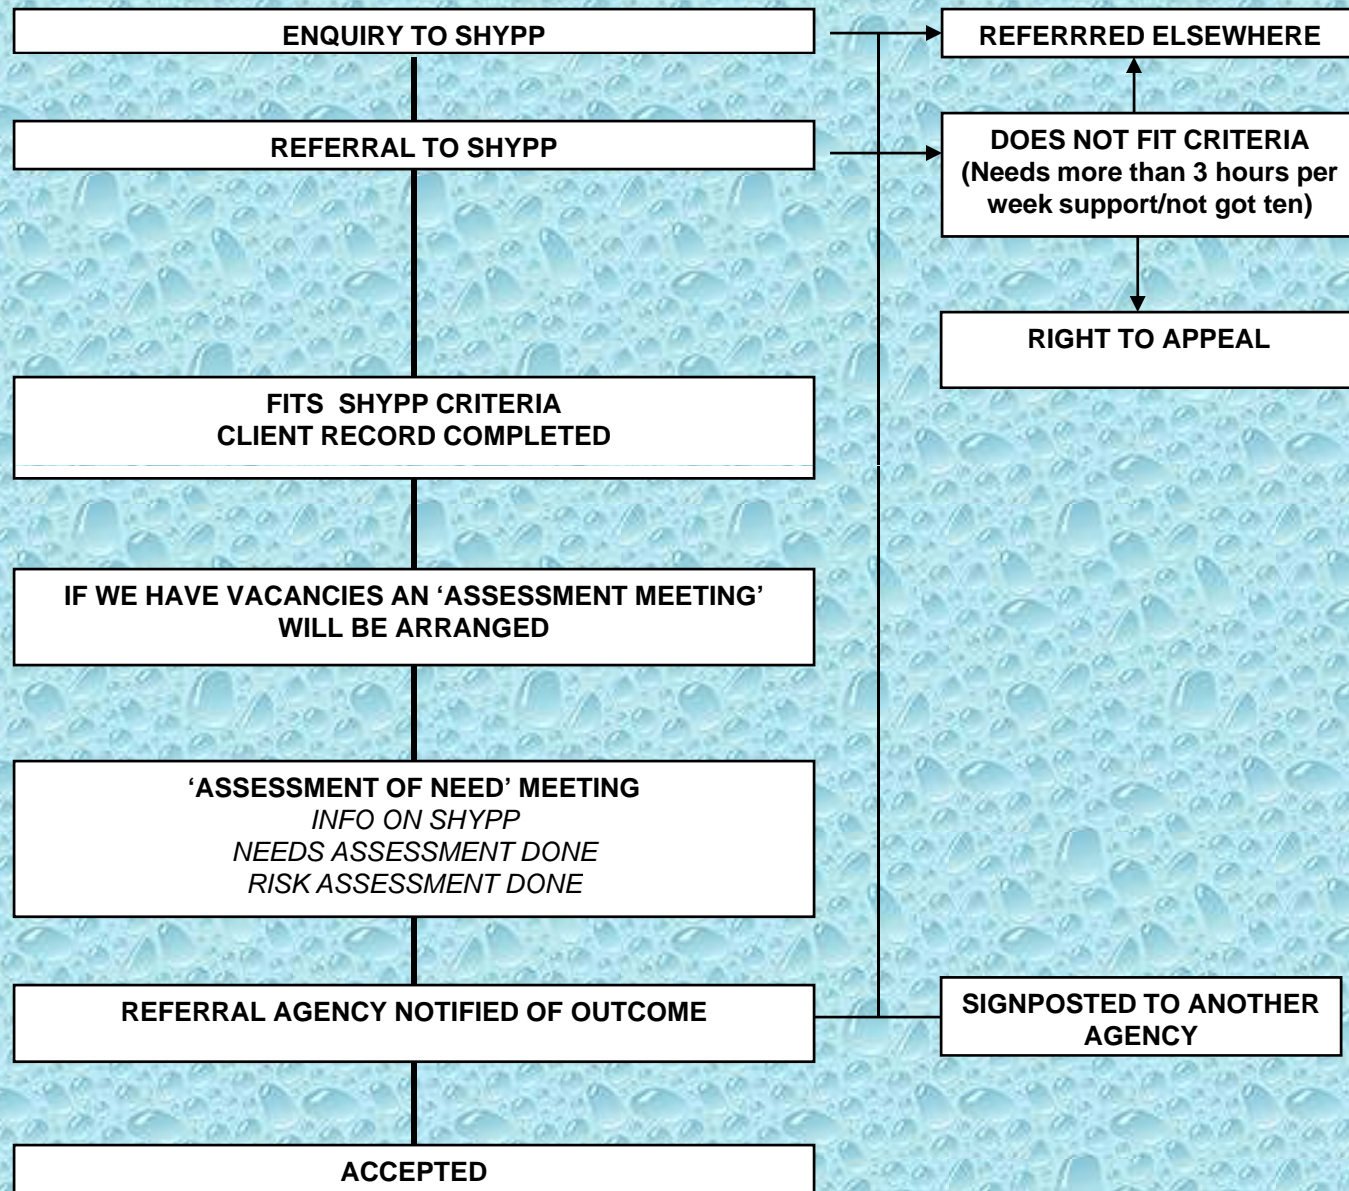 ENQUIRY TO SHYPP
REFERRRED ELSEWHERE
REFERRAL TO SHYPP
DOES NOT FIT CRITERIA
(Needs more than 3 hours per
week support/not got ten)
RIGHT TO APPEAL
FITS SHYPP CRITERIA
CLIENT RECORD COMPLETED
IF WE HAVE VACANCIES AN ‘ASSESSMENT MEETING’
WILL BE ARRANGED
‘ASSESSMENT OF NEED’ MEETING
INFO ON SHYPP
NEEDS ASSESSMENT DONE
RISK ASSESSMENT DONE
REFERRAL AGENCY NOTIFIED OF OUTCOME
SIGNPOSTED TO ANOTHER
AGENCY
ACCEPTED